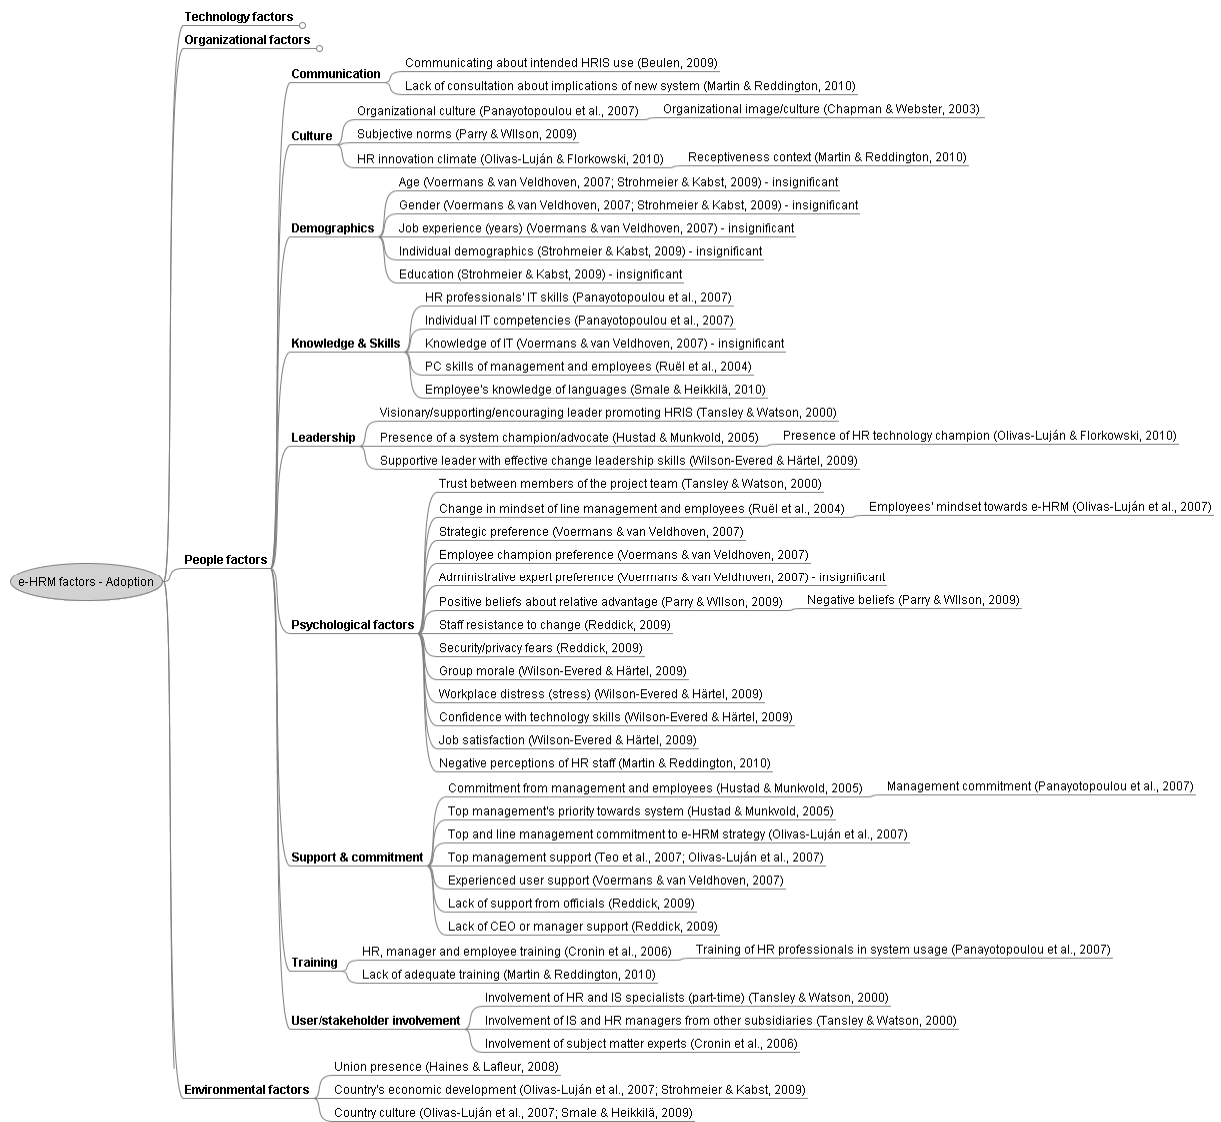 Technology factors
Organizational factors
Communication
Communicating about intended HRIS use (Beulen, 2009)
Lack of consultation about implications of new system (Martin & Reddington, 2010)
Culture
Organizational culture (Panayotopoulou et al., 2007)
Organizational image/culture (Chapman & Webster, 2003)
Subjective norms (Parry & WIlson, 2009)
HR innovation climate (Olivas-Luján & Florkowski, 2010)
Receptiveness context (Martin & Reddington, 2010)
Demographics
Age (Voermans & van Veldhoven, 2007; Strohmeier & Kabst, 2009) - insignificant
Gender (Voermans & van Veldhoven, 2007; Strohmeier & Kabst, 2009) - insignificant
Job experience (years) (Voermans & van Veldhoven, 2007) - insignificant
Individual demographics (Strohmeier & Kabst, 2009) - insignificant
Education (Strohmeier & Kabst, 2009) - insignificant
Knowledge & Skills
HR professionals' IT skills (Panayotopoulou et al., 2007)
Individual IT competencies (Panayotopoulou et al., 2007)
Knowledge of IT (Voermans & van Veldhoven, 2007) - insignificant
PC skills of management and employees (Ruël et al., 2004)
Employee's knowledge of languages (Smale & Heikkilä, 2010)
Leadership
Visionary/supporting/encouraging leader promoting HRIS (Tansley & Watson, 2000)
Presence of a system champion/advocate (Hustad & Munkvold, 2005)
Presence of HR technology champion (Olivas-Luján & Florkowski, 2010)
Supportive leader with effective change leadership skills (Wilson-Evered & Härtel, 2009)
e-HRM factors - Adoption
People factors
Psychological factors
Trust between members of the project team (Tansley & Watson, 2000)
Change in mindset of line management and employees (Ruël et al., 2004)
Employees' mindset towards e-HRM (Olivas-Luján et al., 2007)
Strategic preference (Voermans & van Veldhoven, 2007)
Employee champion preference (Voermans & van Veldhoven, 2007)
Administrative expert preference (Voermans & van Veldhoven, 2007) - insignificant
Positive beliefs about relative advantage (Parry & WIlson, 2009)
Negative beliefs (Parry & WIlson, 2009)
Staff resistance to change (Reddick, 2009)
Security/privacy fears (Reddick, 2009)
Group morale (Wilson-Evered & Härtel, 2009)
Workplace distress (stress) (Wilson-Evered & Härtel, 2009)
Confidence with technology skills (Wilson-Evered & Härtel, 2009)
Job satisfaction (Wilson-Evered & Härtel, 2009)
Negative perceptions of HR staff (Martin & Reddington, 2010)
Support & commitment
Commitment from management and employees (Hustad & Munkvold, 2005)
Management commitment (Panayotopoulou et al., 2007)
Top management's priority towards system (Hustad & Munkvold, 2005)
Top and line management commitment to e-HRM strategy (Olivas-Luján et al., 2007)
Top management support (Teo et al., 2007; Olivas-Luján et al., 2007)
Experienced user support (Voermans & van Veldhoven, 2007)
Lack of support from officials (Reddick, 2009)
Lack of CEO or manager support (Reddick, 2009)
Training
HR, manager and employee training (Cronin et al., 2006)
Training of HR professionals in system usage (Panayotopoulou et al., 2007)
Lack of adequate training (Martin & Reddington, 2010)
User/stakeholder involvement
Involvement of HR and IS specialists (part-time) (Tansley & Watson, 2000)
Involvement of IS and HR managers from other subsidiaries (Tansley & Watson, 2000)
Involvement of subject matter experts (Cronin et al., 2006)
Environmental factors
Union presence (Haines & Lafleur, 2008)
Country's economic development (Olivas-Luján et al., 2007; Strohmeier & Kabst, 2009)
Country culture (Olivas-Luján et al., 2007; Smale & Heikkilä, 2009)